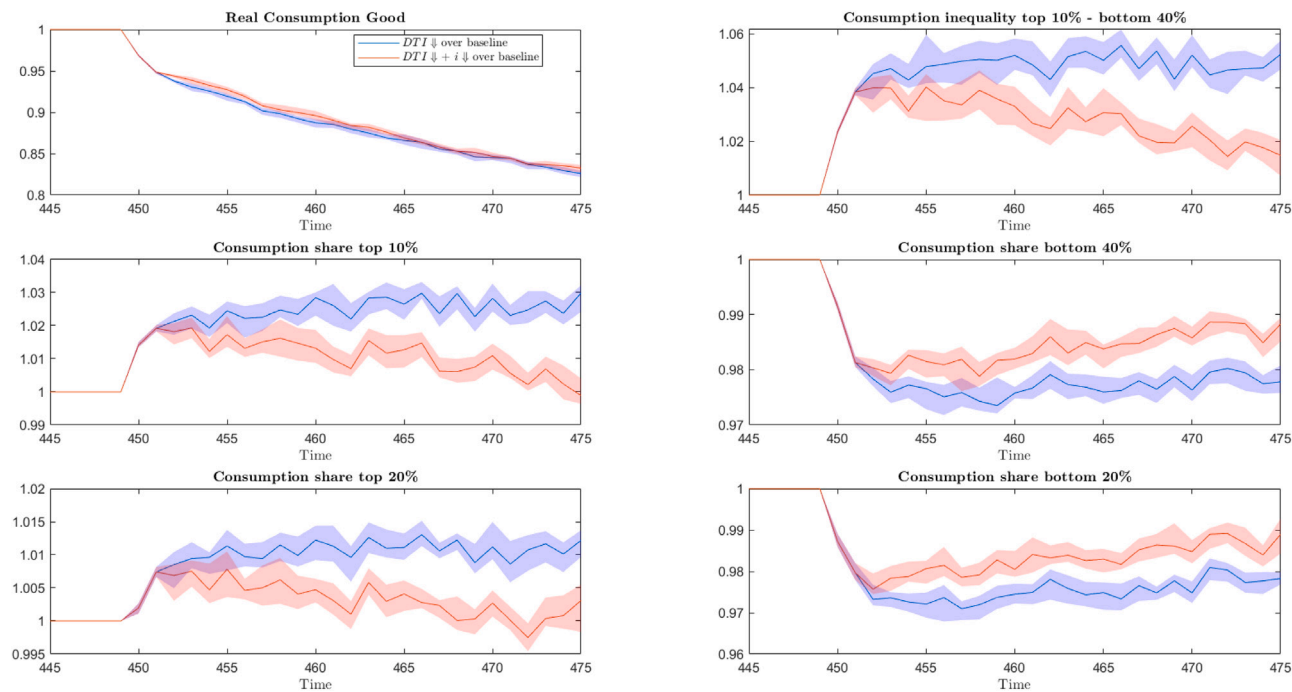 Real Consumption Good
1
0.95
0.9
0.85
0.8
DTI ⇓ over baseline
DTI ⇓ + i ⇓ over baseline
445 450 455 460 465 470 475
Time
Consumption inequality top 10% - bottom 40%
1.06
1.04
1.02
1
445 450 455 460 465 470 475
Time
Consumption share top 10%
1.04
1.03
1.02
1.01
1
0.99
445 450 455 460 465 470 475
Time
Consumption share bottom 40%
1
0.99
0.98
0.97
445 450 455 460 465 470 475
Time
Consumption share top 20%
1.02
1.015
1.01
1.005
1
0.995
445 450 455 460 465 470 475
Time
Consumption share bottom 20%
1
0.99
0.98
0.97
0.96
445 450 455 460 465 470 475
Time